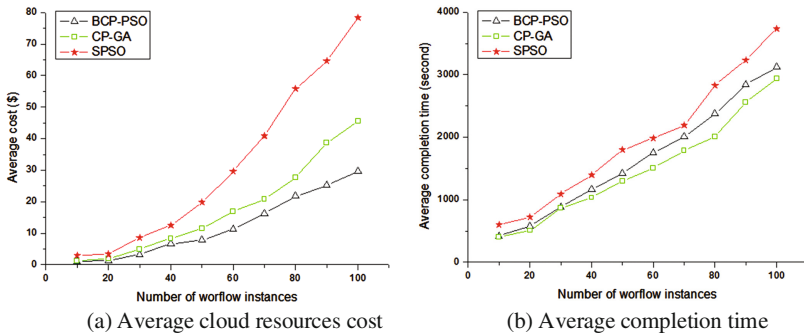 (a)
80
70
60
50
40
30
20
10
0
Average cost ($)
BCP-PSO
CP-GA
SPSO
0 20 40 60 80 100
Number of worflow instances
(a) Average cloud resources cost
(b)
4000
3000
2000
1000
0
Average completion time (second)
BCP-PSO
CP-GA
SPSO
0 20 40 60 80 100
Number of worflow instances
(b) Average completion time